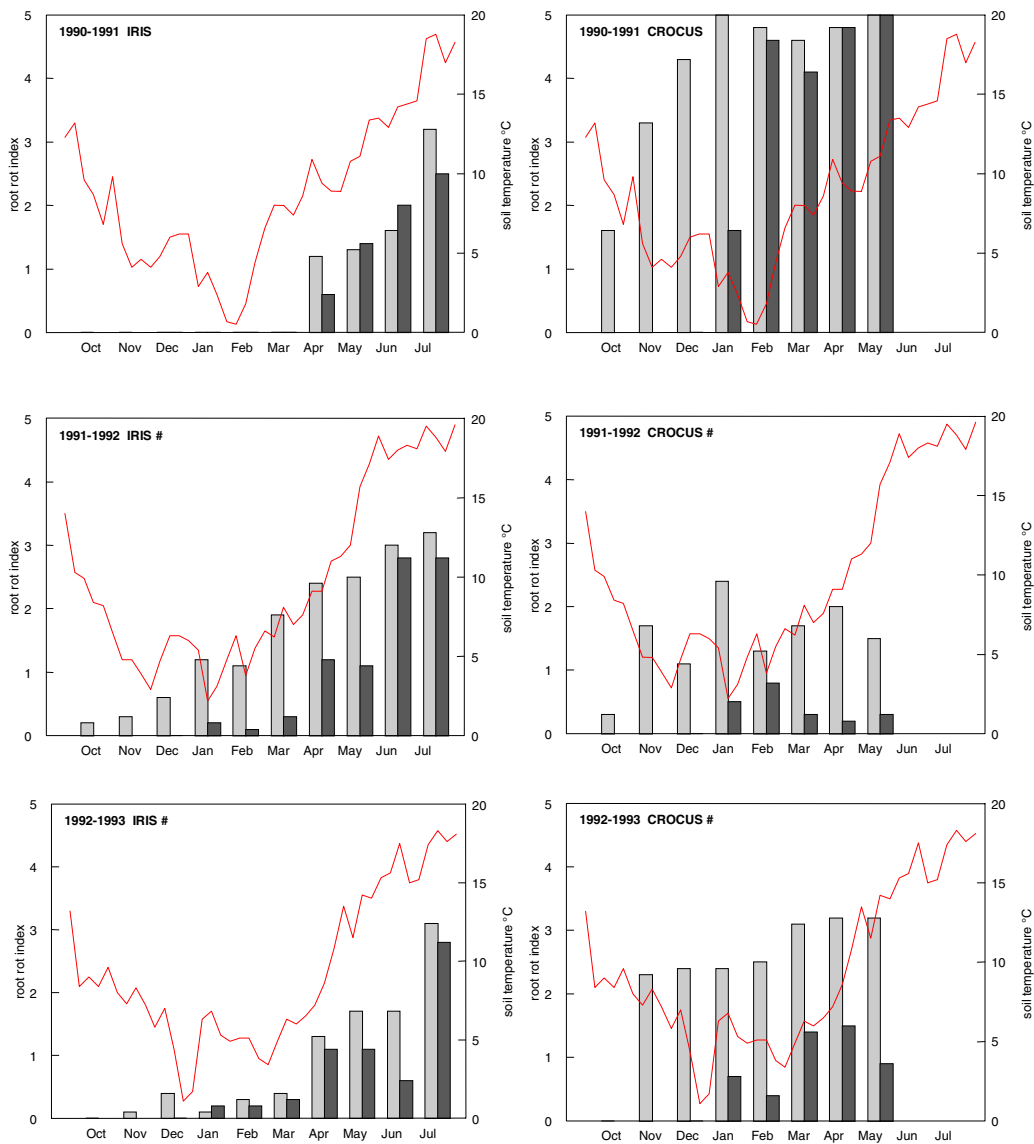 1990-1991 IRIS
root rot index
5
4
3
2
1
0
20
15
10
5
0
soil temperature °C
Oct Nov Dec Jan Feb Mar Apr May Jun Jul
1990-1991 CROCUS
root rot index
5
4
3
2
1
0
20
15
10
5
0
soil temperature °C
Oct Nov Dec Jan Feb Mar Apr May Jun Jul
1991-1992 IRIS #
root rot index
5
4
3
2
1
0
20
15
10
5
0
soil temperature °C
Oct Nov Dec Jan Feb Mar Apr May Jun Jul
1991-1992 CROCUS #
root rot index
5
4
3
2
1
0
20
15
10
5
0
soil temperature °C
Oct Nov Dec Jan Feb Mar Apr May Jun Jul
1992-1993 IRIS #
root rot index
5
4
3
2
1
0
20
15
10
5
0
soil temperature °C
Oct Nov Dec Jan Feb Mar Apr May Jun Jul
1992-1993 CROCUS #
root rot index
5
4
3
2
1
0
20
15
10
5
0
soil temperature °C
Oct Nov Dec Jan Feb Mar Apr May Jun Jul